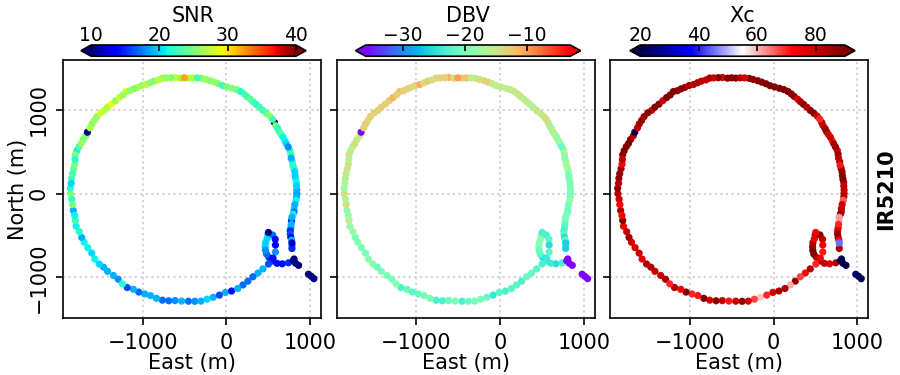 SNR DBV Xc
10 20 30 40 −30 −20 −10 20 40 60 80
North (m)
1000
0
−1000
−1000 0 1000 −1000 0 1000 −1000 0 1000
East (m) East (m) East (m)
IR5210